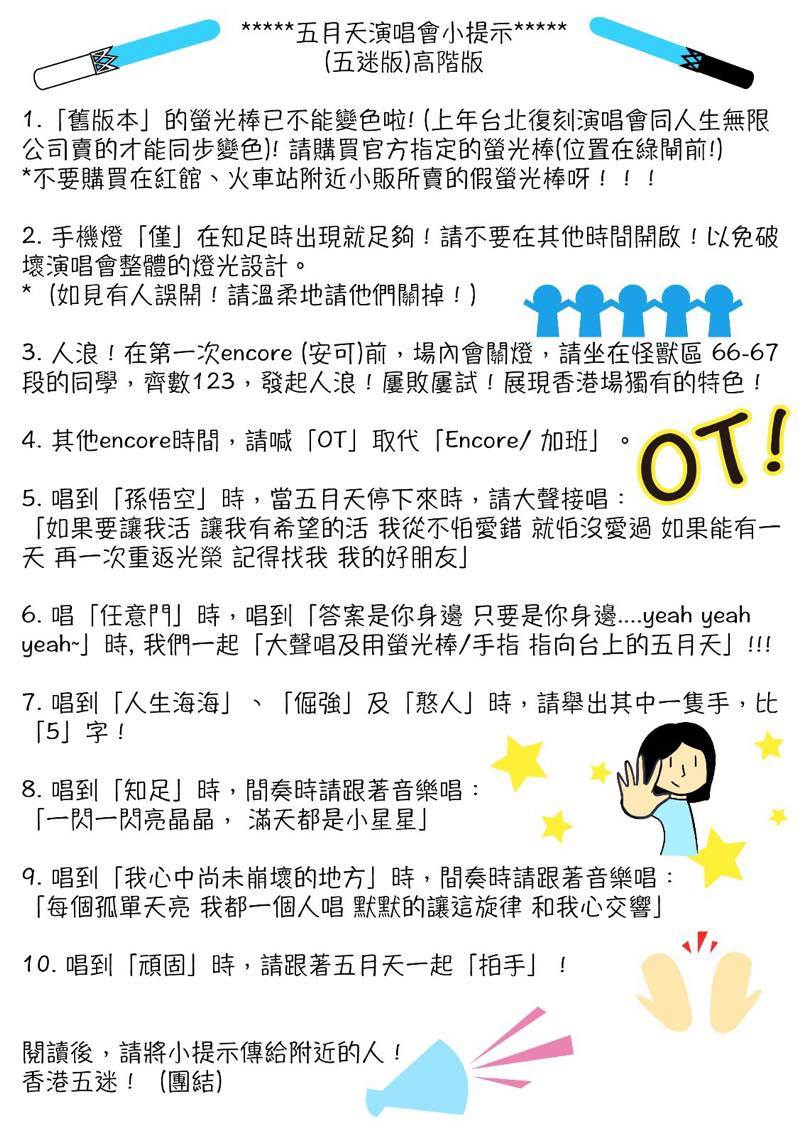 *****五月天演唱會小提示*****
(五迷版)高階版
1.「舊版本」的螢光棒已不能變色啦! (上年台北復刻演唱會同人生無限
公司賣的才能同步變色)! 請購買官方指定的螢光棒(位置在綠閘前!)
*不要購買在紅館、火車站附近小販所賣的假螢光棒呀！！！
2. 手機燈「僅」在知足時出現就足夠！請不要在其他時間開啟！以免破
壞演唱會整體的燈光設計。
* (如見有人誤開！請溫柔地請他們關掉！)
3. 人浪！在第一次encore (安可)前，場內會關燈，請坐在怪獸區 66-67
段的同學，齊數123，發起人浪！屢敗屢試！展現香港場獨有的特色！
4. 其他encore時間，請喊「OT」取代「Encore/ 加班」。
OT!
5. 唱到「孫悟空」時，當五月天停下來時，請大聲接唱：
「如果要讓我活 讓我有希望的活 我從不怕愛錯 就怕沒愛過 如果能有一
天 再一次重返光榮 記得找我 我的好朋友」
6. 唱「任意門」時，唱到「答案是你身邊 只要是你身邊....yeah yeah
yeah~」時, 我們一起「大聲唱及用螢光棒/手指 指向台上的五月天」!!!
7. 唱到「人生海海」、「倔強」及「憨人」時，請舉出其中一隻手，比
「5」字！
8. 唱到「知足」時，間奏時請跟著音樂唱：
「一閃一閃亮晶晶， 滿天都是小星星」
9. 唱到「我心中尚未崩壞的地方」時，間奏時請跟著音樂唱：
「每個孤單天亮 我都一個人唱 默默的讓這旋律 和我心交響」
10. 唱到「頑固」時，請跟著五月天一起「拍手」！
閱讀後，請將小提示傳給附近的人！
香港五迷！ (團結)